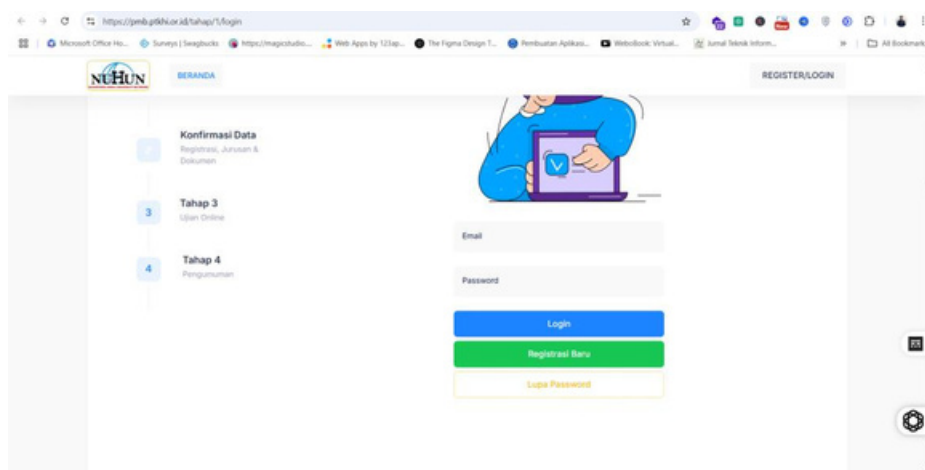 https://pmb.ptkhi.or.id/tahap/1/login
Microsoft Office Ho...
Surveys | Swagbucks
https://magicstudio...
Web Apps by 123ap...
The Figma Design T...
Pembuatan Aplikasi...
WebcoBook: Virtual...
Jurnal Teknik Inform...
All Bookmark
NUHUN
BERANDA
REGISTER/LOGIN
Konfirmasi Data
Registrasi, Jurusan &
Dokumen
3
Tahap 3
Ujian Online
4
Tahap 4
Pengumuman
Email
Password
Login
Registrasi Baru
Lupa Password